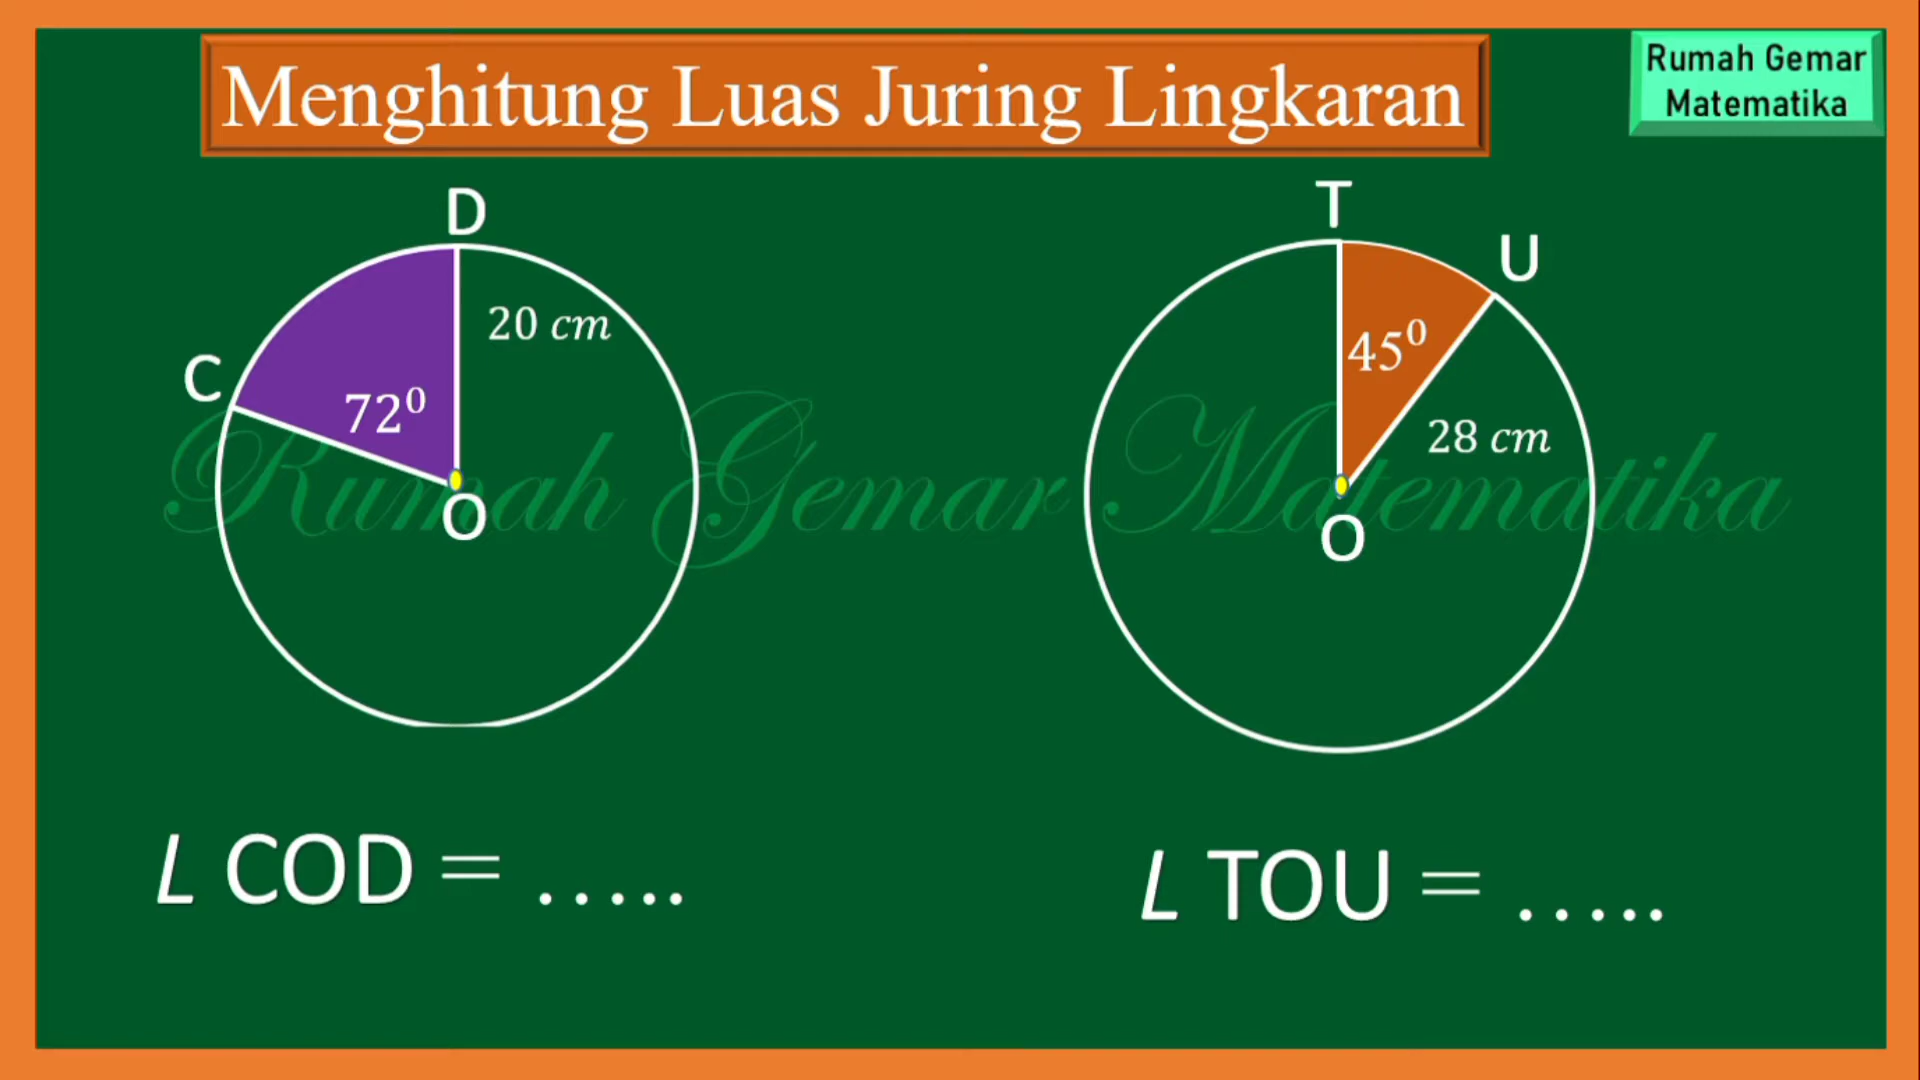 Menghitung Luas Juring Lingkaran
Rumah Gemar
Matematika
D
20 cm
C
72⁰
O
T
U
45⁰
28 cm
O
Rumah Gemar Matematika
L COD = .....
L TOU = .....